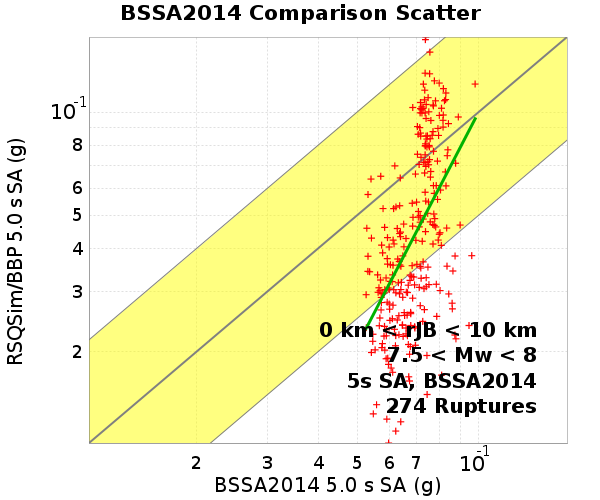 BSSA2014 Comparison Scatter
RSQSim/BBP 5.0 s SA (g)
10-1
8
6
5
4
3
2
0 km < rJB < 10 km
7.5 < Mw < 8
5s SA, BSSA2014
274 Ruptures
2 3 4 5 6 7 10-1
BSSA2014 5.0 s SA (g)